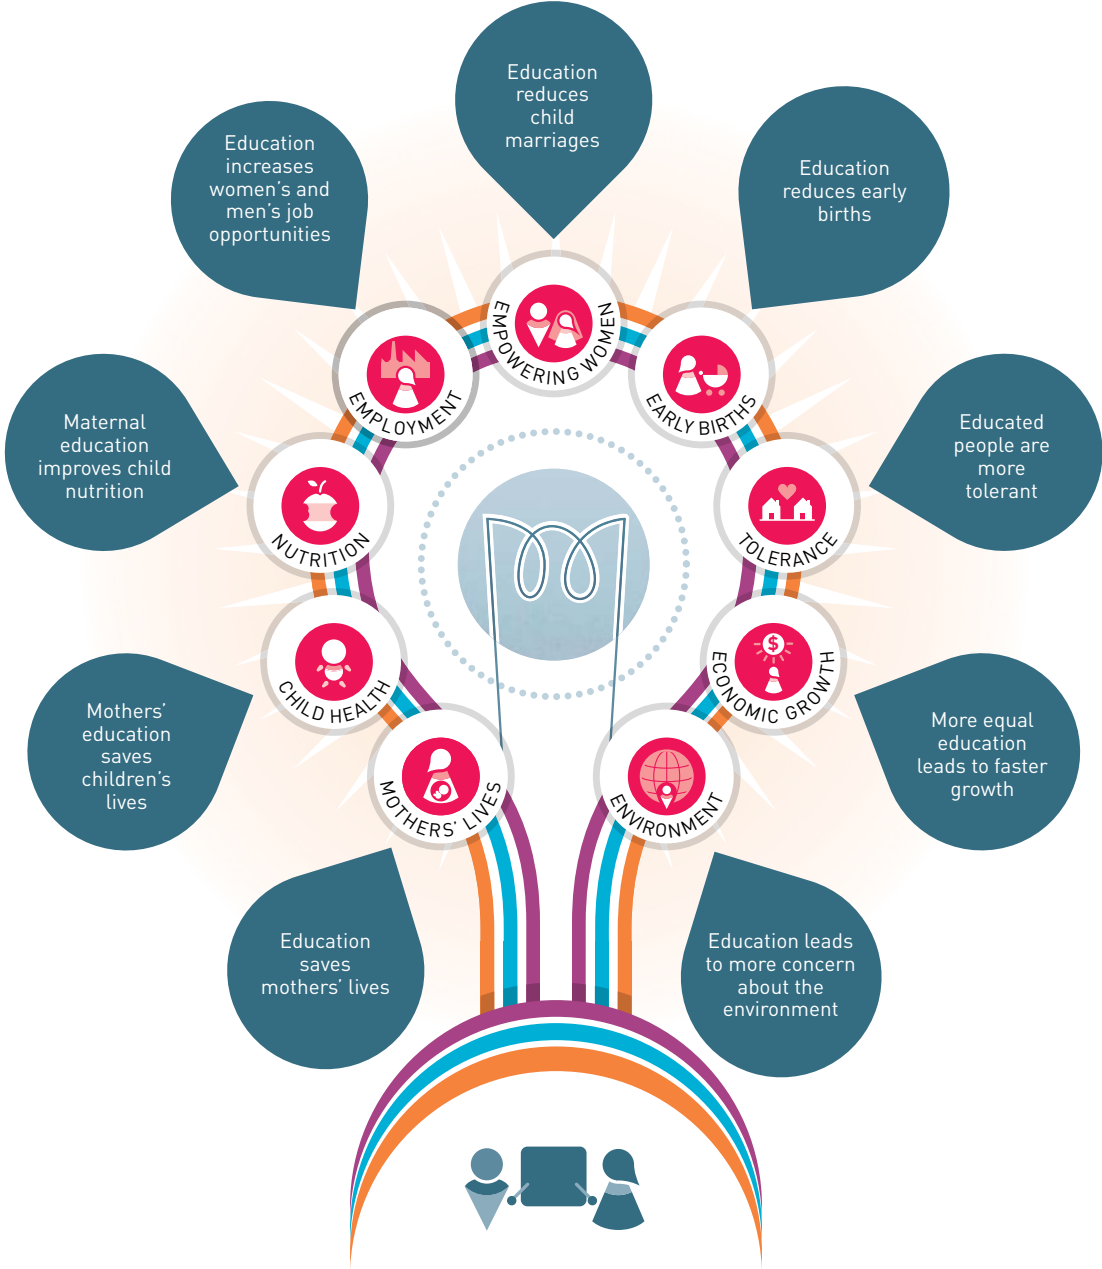 Education
reduces
child
marriages
EMPOWERING WOMEN
Education
reduces early
births
EARLY BIRTHS
Educated
people are
more
tolerant
TOLERANCE
More equal
education
leads to faster
growth
ECONOMIC GROWTH
$
Education leads
to more concern
about the
environment
ENVIRONMENT
Education
saves
mothers' lives
MOTHERS' LIVES
Mothers'
education
saves
children's
lives
CHILD HEALTH
Maternal
education
improves child
nutrition
NUTRITION
Education
increases
women's and
men's job
opportunities
EMPLOYMENT